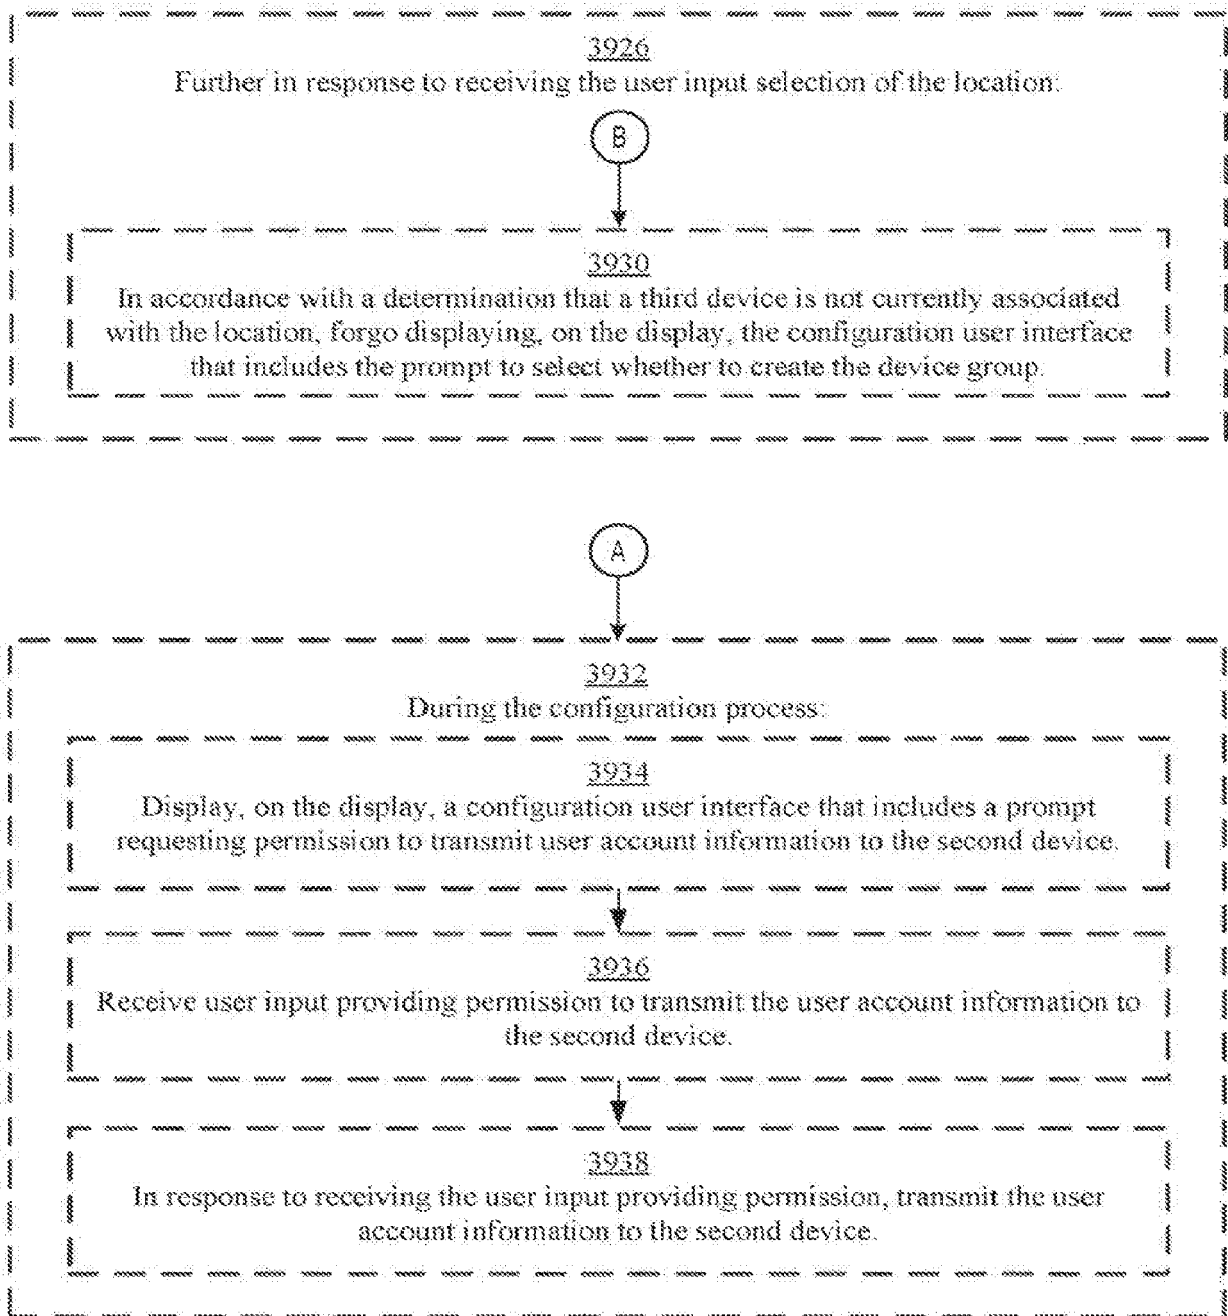 3926
Further in response to receiving the user input selection of the location:
B
3930
In accordance with a determination that a third device is not currently associated
with the location, forgo displaying, on the display, the configuration user interface
that includes the prompt to select whether to create the device group.
A
3932
During the configuration process:
3934
Display, on the display, a configuration user interface that includes a prompt
requesting permission to transmit user account information to the second device.
3936
Receive user input providing permission to transmit the user account information to
the second device.
3938
In response to receiving the user input providing permission, transmit the user
account information to the second device.